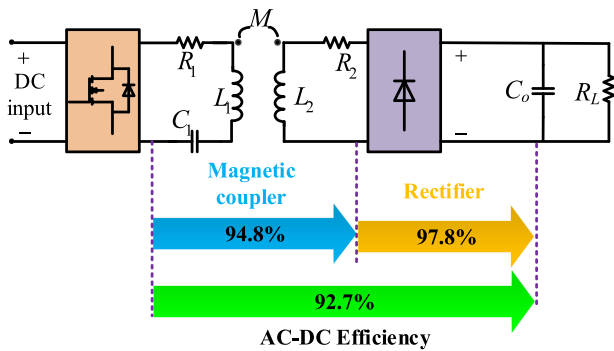 M
+
DC
input
−
R1
L1
C1
L2
R2
+
−
Co
RL
Magnetic
coupler
Rectifier
94.8%
97.8%
92.7%
AC-DC Efficiency